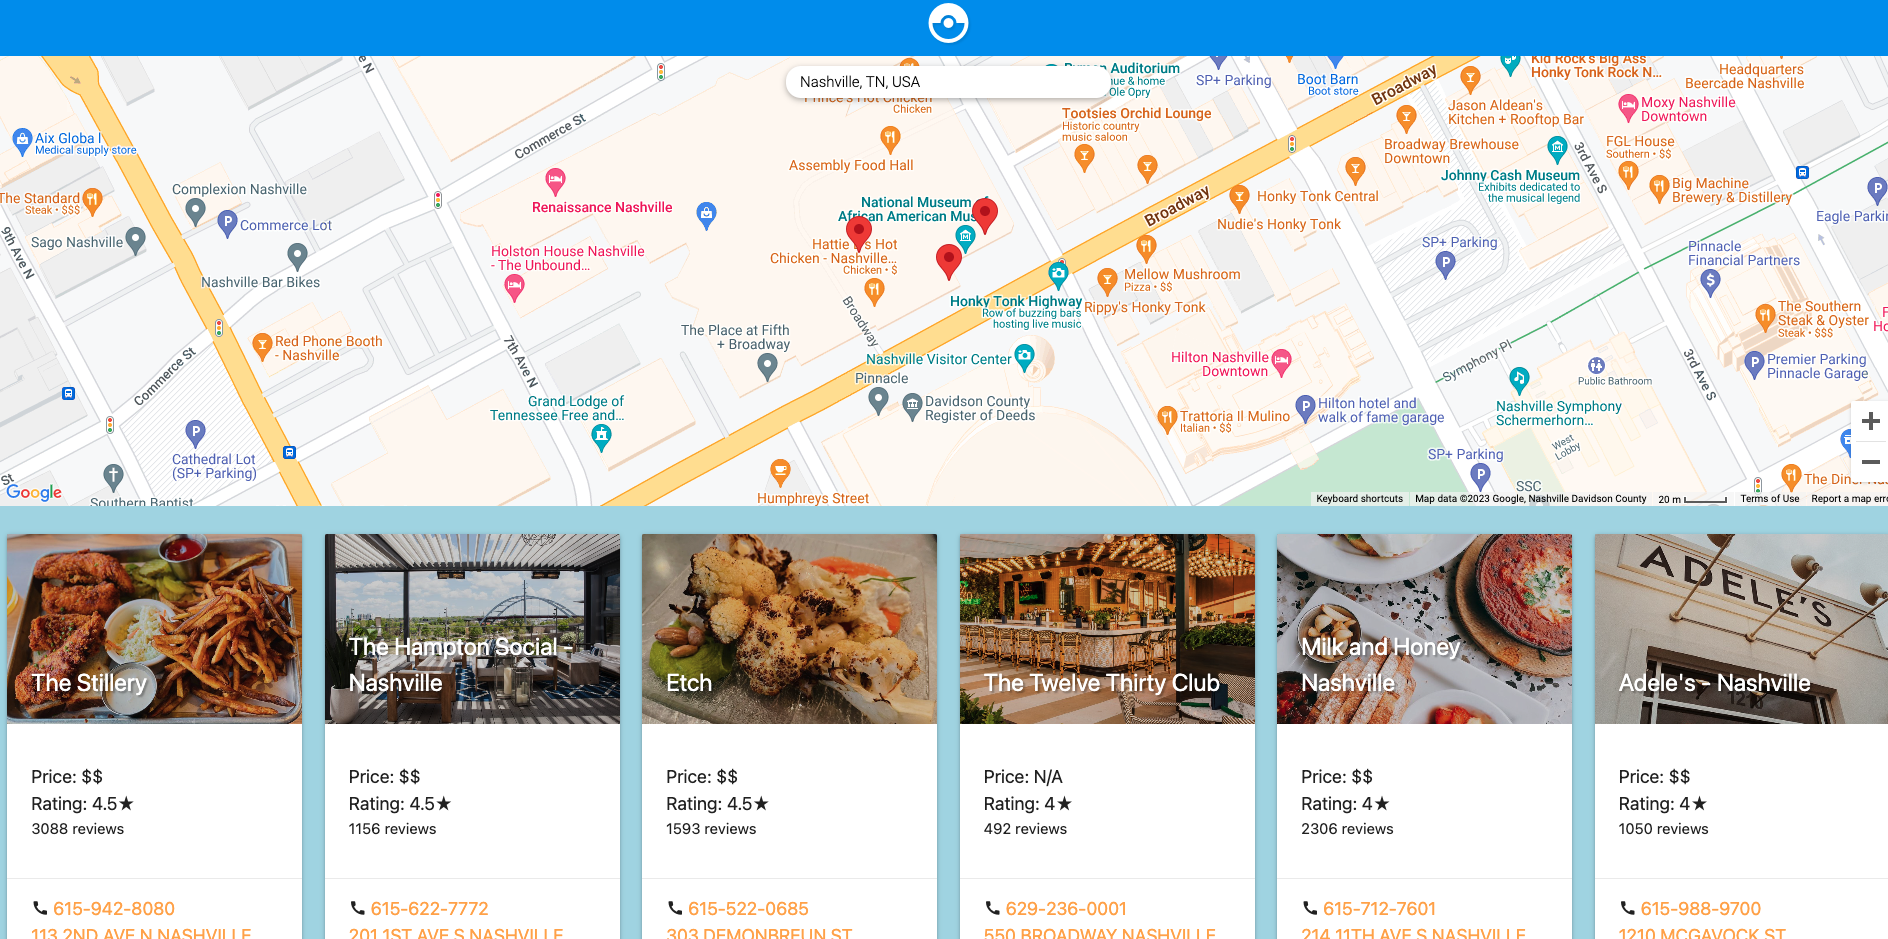 Nashville, TN, USA
Auditorium
ue & home
Ole Opry
SP+ Parking
Boot Barn
Boot store
Broadway
Kid Rock's Big Ass
Honky Tonk Rock N...
Headquarters
Beercade Nashville
Prince's Hot Chicken
Chicken
Commerce St
Aix Globa l
Medical supply store
Assembly Food Hall
Tootsies Orchid Lounge
Historic country
music saloon
Jason Aldean's
Kitchen + Rooftop Bar
Moxy Nashville
Downtown
Broadway Brewhouse
Downtown
FGL House
Southern • $$
3rd Ave S
Johnny Cash Museum
Exhibits dedicated to
the musical legend
Big Machine
Brewery & Distillery
Eagle Parki
The Standard
Steak • $$$
Complexion Nashville
Commerce Lot
Renaissance Nashville
National Museum
African American Mus
Broadway
Honky Tonk Central
Nudie's Honky Tonk
9th Ave N
Sago Nashville
Nashville Bar Bikes
Holston House Nashville
- The Unbound...
Hattie B's Hot
Chicken - Nashville...
Chicken • $
Honky Tonk Highway
Row of buzzing bars
hosting live music
Mellow Mushroom
Pizza • $$
Rippy's Honky Tonk
SP+ Parking
Pinnacle
Financial Partners
The Southern
Steak & Oyster
Steak • $$$
Red Phone Booth
- Nashville
7th Ave N
The Place at Fifth
+ Broadway
Broadway
Nashville Visitor Center
Pinnacle
Davidson County
Register of Deeds
Hilton Nashville
Downtown
Symphony Pl
Public Bathroom
3rd Ave S
Premier Parking
Pinnacle Garage
Commerce St
Grand Lodge of
Tennessee Free and...
Trattoria Il Mulino
Italian • $$
Hilton hotel and
walk of fame garage
Nashville Symphony
Schermerhorn...
West
Lobby
Cathedral Lot
(SP+ Parking)
SP+ Parking
SSC
Southern Baptist
Humphreys Street
The Diner
Google
Keyboard shortcuts
Map data ©2023 Google, Nashville Davidson County
20 m
Terms of Use
Report a map erro
ADELE'S
1210
The Stillery
The Hampton Social -
Nashville
Etch
The Twelve Thirty Club
Milk and Honey
Nashville
Adele's - Nashville
Price: $$
Rating: 4.5★
3088 reviews
615-942-8080
113 2ND AVE N NASHVILLE
Price: $$
Rating: 4.5★
1156 reviews
615-622-7772
201 1ST AVE S NASHVILLE
Price: $$
Rating: 4.5★
1593 reviews
615-522-0685
303 DEMONBREUN ST
Price: N/A
Rating: 4★
492 reviews
629-236-0001
550 BROADWAY NASHVILLE
Price: $$
Rating: 4★
2306 reviews
615-712-7601
214 11TH AVE S NASHVILLE
Price: $$
Rating: 4★
1050 reviews
615-988-9700
1210 MCGAVOCK ST